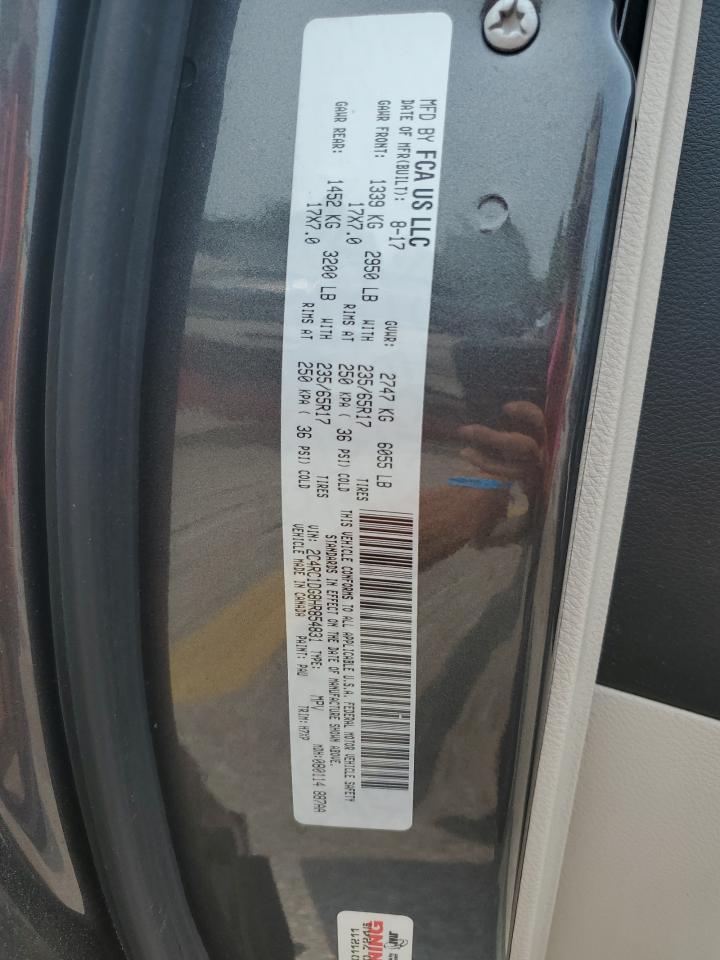 MFD BY FCA US LLC
DATE OF MFR(BUILT): 8-17 GVWR: 2747 KG 6055 LB
GAWR FRONT: 1339 KG 2950 LB WITH 235/65R17 TIRES
17X7.0 RIMS AT 250 KPA ( 36 PSI) COLD
GAWR REAR: 1452 KG 3200 LB WITH 235/65R17 TIRES
17X7.0 RIMS AT 250 KPA ( 36 PSI) COLD
THIS VEHICLE CONFORMS TO ALL APPLICABLE U.S.A. FEDERAL MOTOR VEHICLE SAFETY
STANDARDS IN EFFECT ON THE DATE OF MANUFACTURE SHOWN ABOVE.
VIN: 2C4RC1DG8HR854831 TYPE: MPV MDH:080114 887AA
VEHICLE MADE IN CANADA PAINT: PAU TRIM: